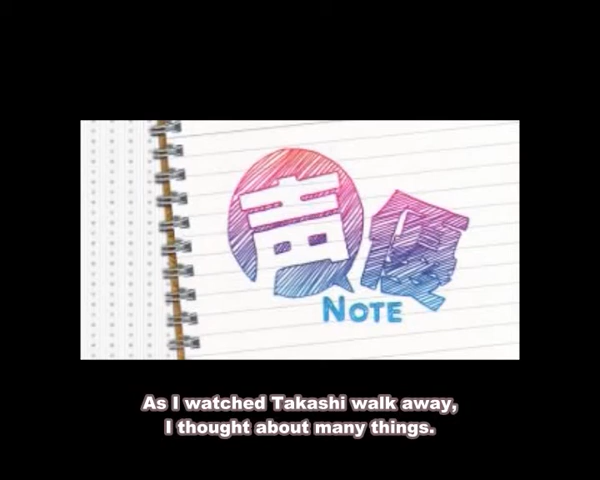 声優
NOTE
As I watched Takashi walk away,
I thought about many things.